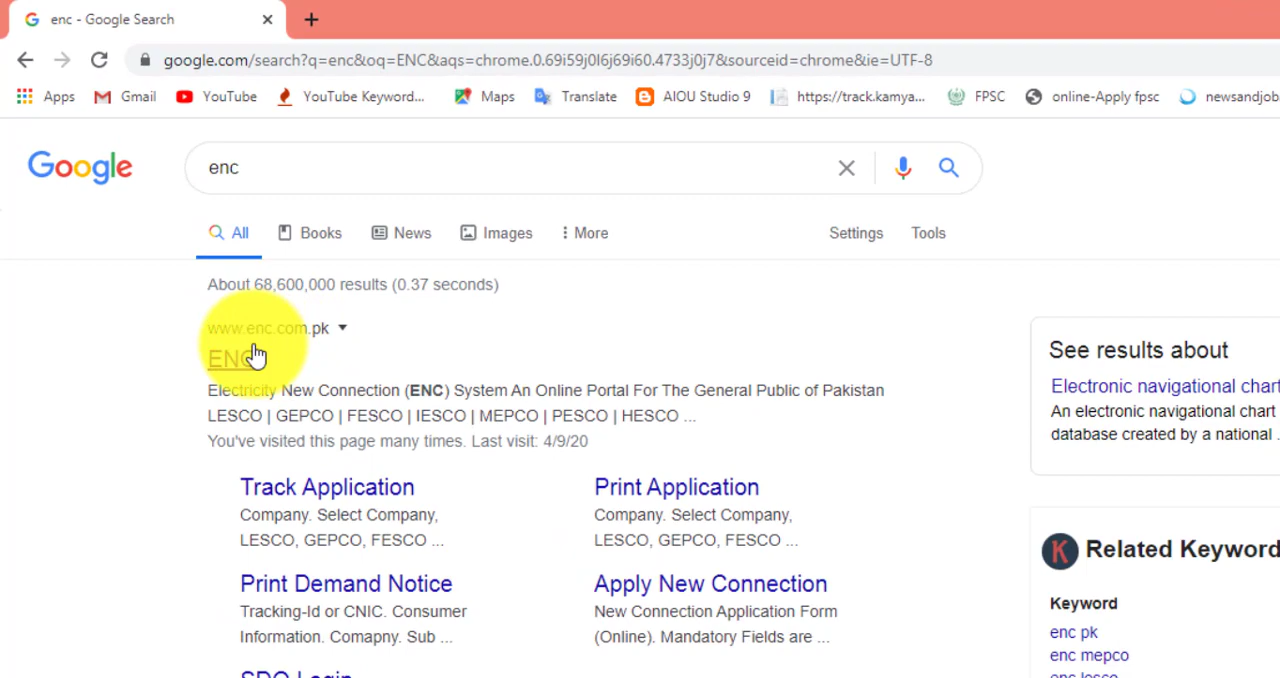 enc - Google Search
google.com/search?q=enc&oq=ENC&aqs=chrome.0.69i59j0l6j69i60.4733j0j7&sourceid=chrome&ie=UTF-8
Apps Gmail YouTube YouTube Keyword... Maps Translate AIOU Studio 9 https://track.kamya... FPSC online-Apply fpsc newsandjob
Google enc
All Books News Images More Settings Tools
About 68,600,000 results (0.37 seconds)
www.enc.com.pk
ENC
Electricity New Connection (ENC) System An Online Portal For The General Public of Pakistan
LESCO | GEPCO | FESCO | IESCO | MEPCO | PESCO | HESCO ...
You've visited this page many times. Last visit: 4/9/20
Track Application
Company. Select Company,
LESCO, GEPCO, FESCO ...
Print Application
Company. Select Company,
LESCO, GEPCO, FESCO ...
Print Demand Notice
Tracking-Id or CNIC. Consumer
Information. Comapny. Sub ...
Apply New Connection
New Connection Application Form
(Online). Mandatory Fields are ...
SDO Login
See results about
Electronic navigational chart
An electronic navigational chart
database created by a national .
K Related Keyword
Keyword
enc pk
enc mepco
enc lesco